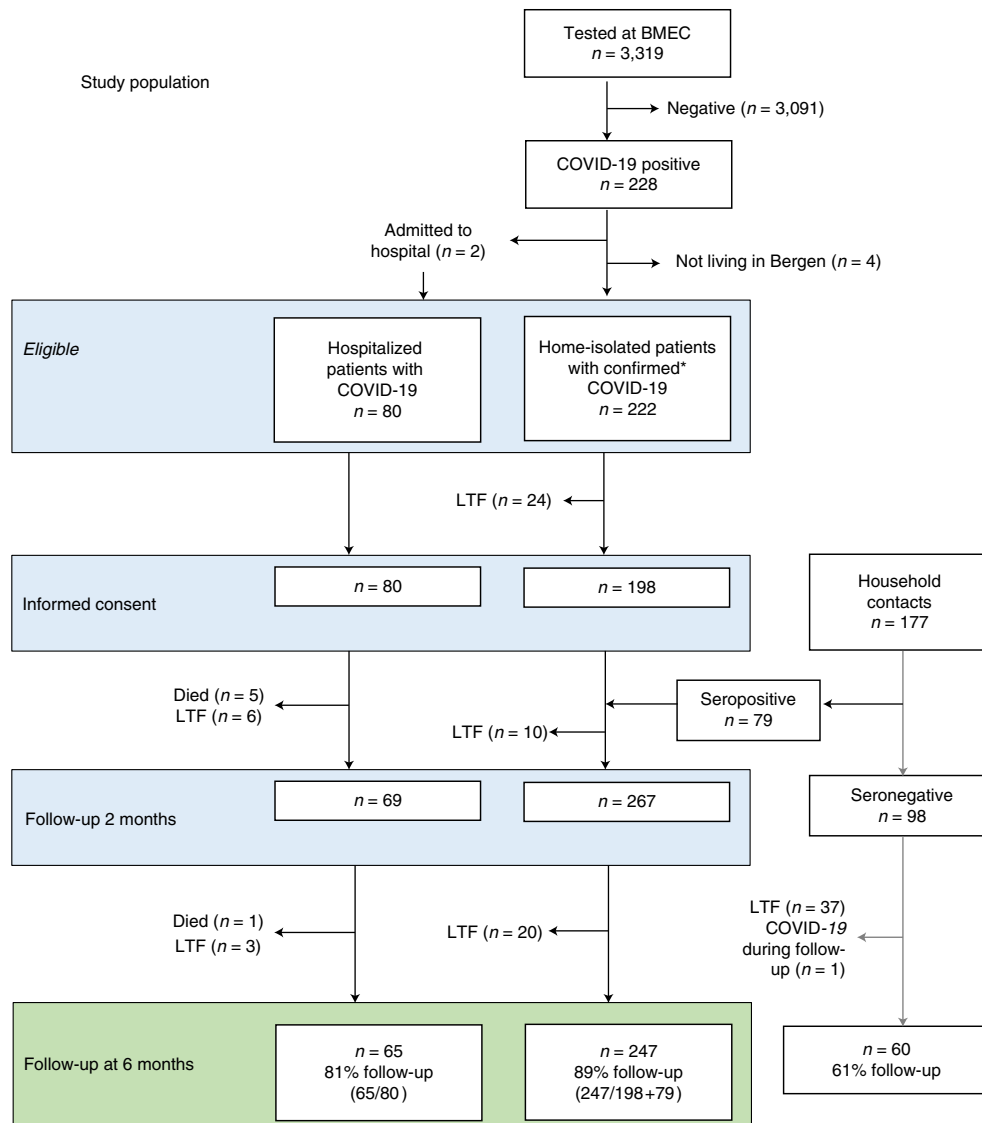 Tested at BMEC
n = 3,319
Study population
Negative (n = 3,091)
COVID-19 positive
n = 228
Admitted to
hospital (n = 2)
Not living in Bergen (n = 4)
Eligible
Hospitalized
patients with
COVID-19
n = 80
Home-isolated patients
with confirmed*
COVID-19
n = 222
LTF (n = 24)
Informed consent
n = 80
n = 198
Household
contacts
n = 177
Died (n = 5)
LTF (n = 6)
LTF (n = 10)
Seropositive
n = 79
Follow-up 2 months
n = 69
n = 267
Seronegative
n = 98
Died (n = 1)
LTF (n = 3)
LTF (n = 20)
LTF (n = 37)
COVID-19
during follow-
up (n = 1)
Follow-up at 6 months
n = 65
81% follow-up
(65/80)
n = 247
89% follow-up
(247/198+79)
n = 60
61% follow-up